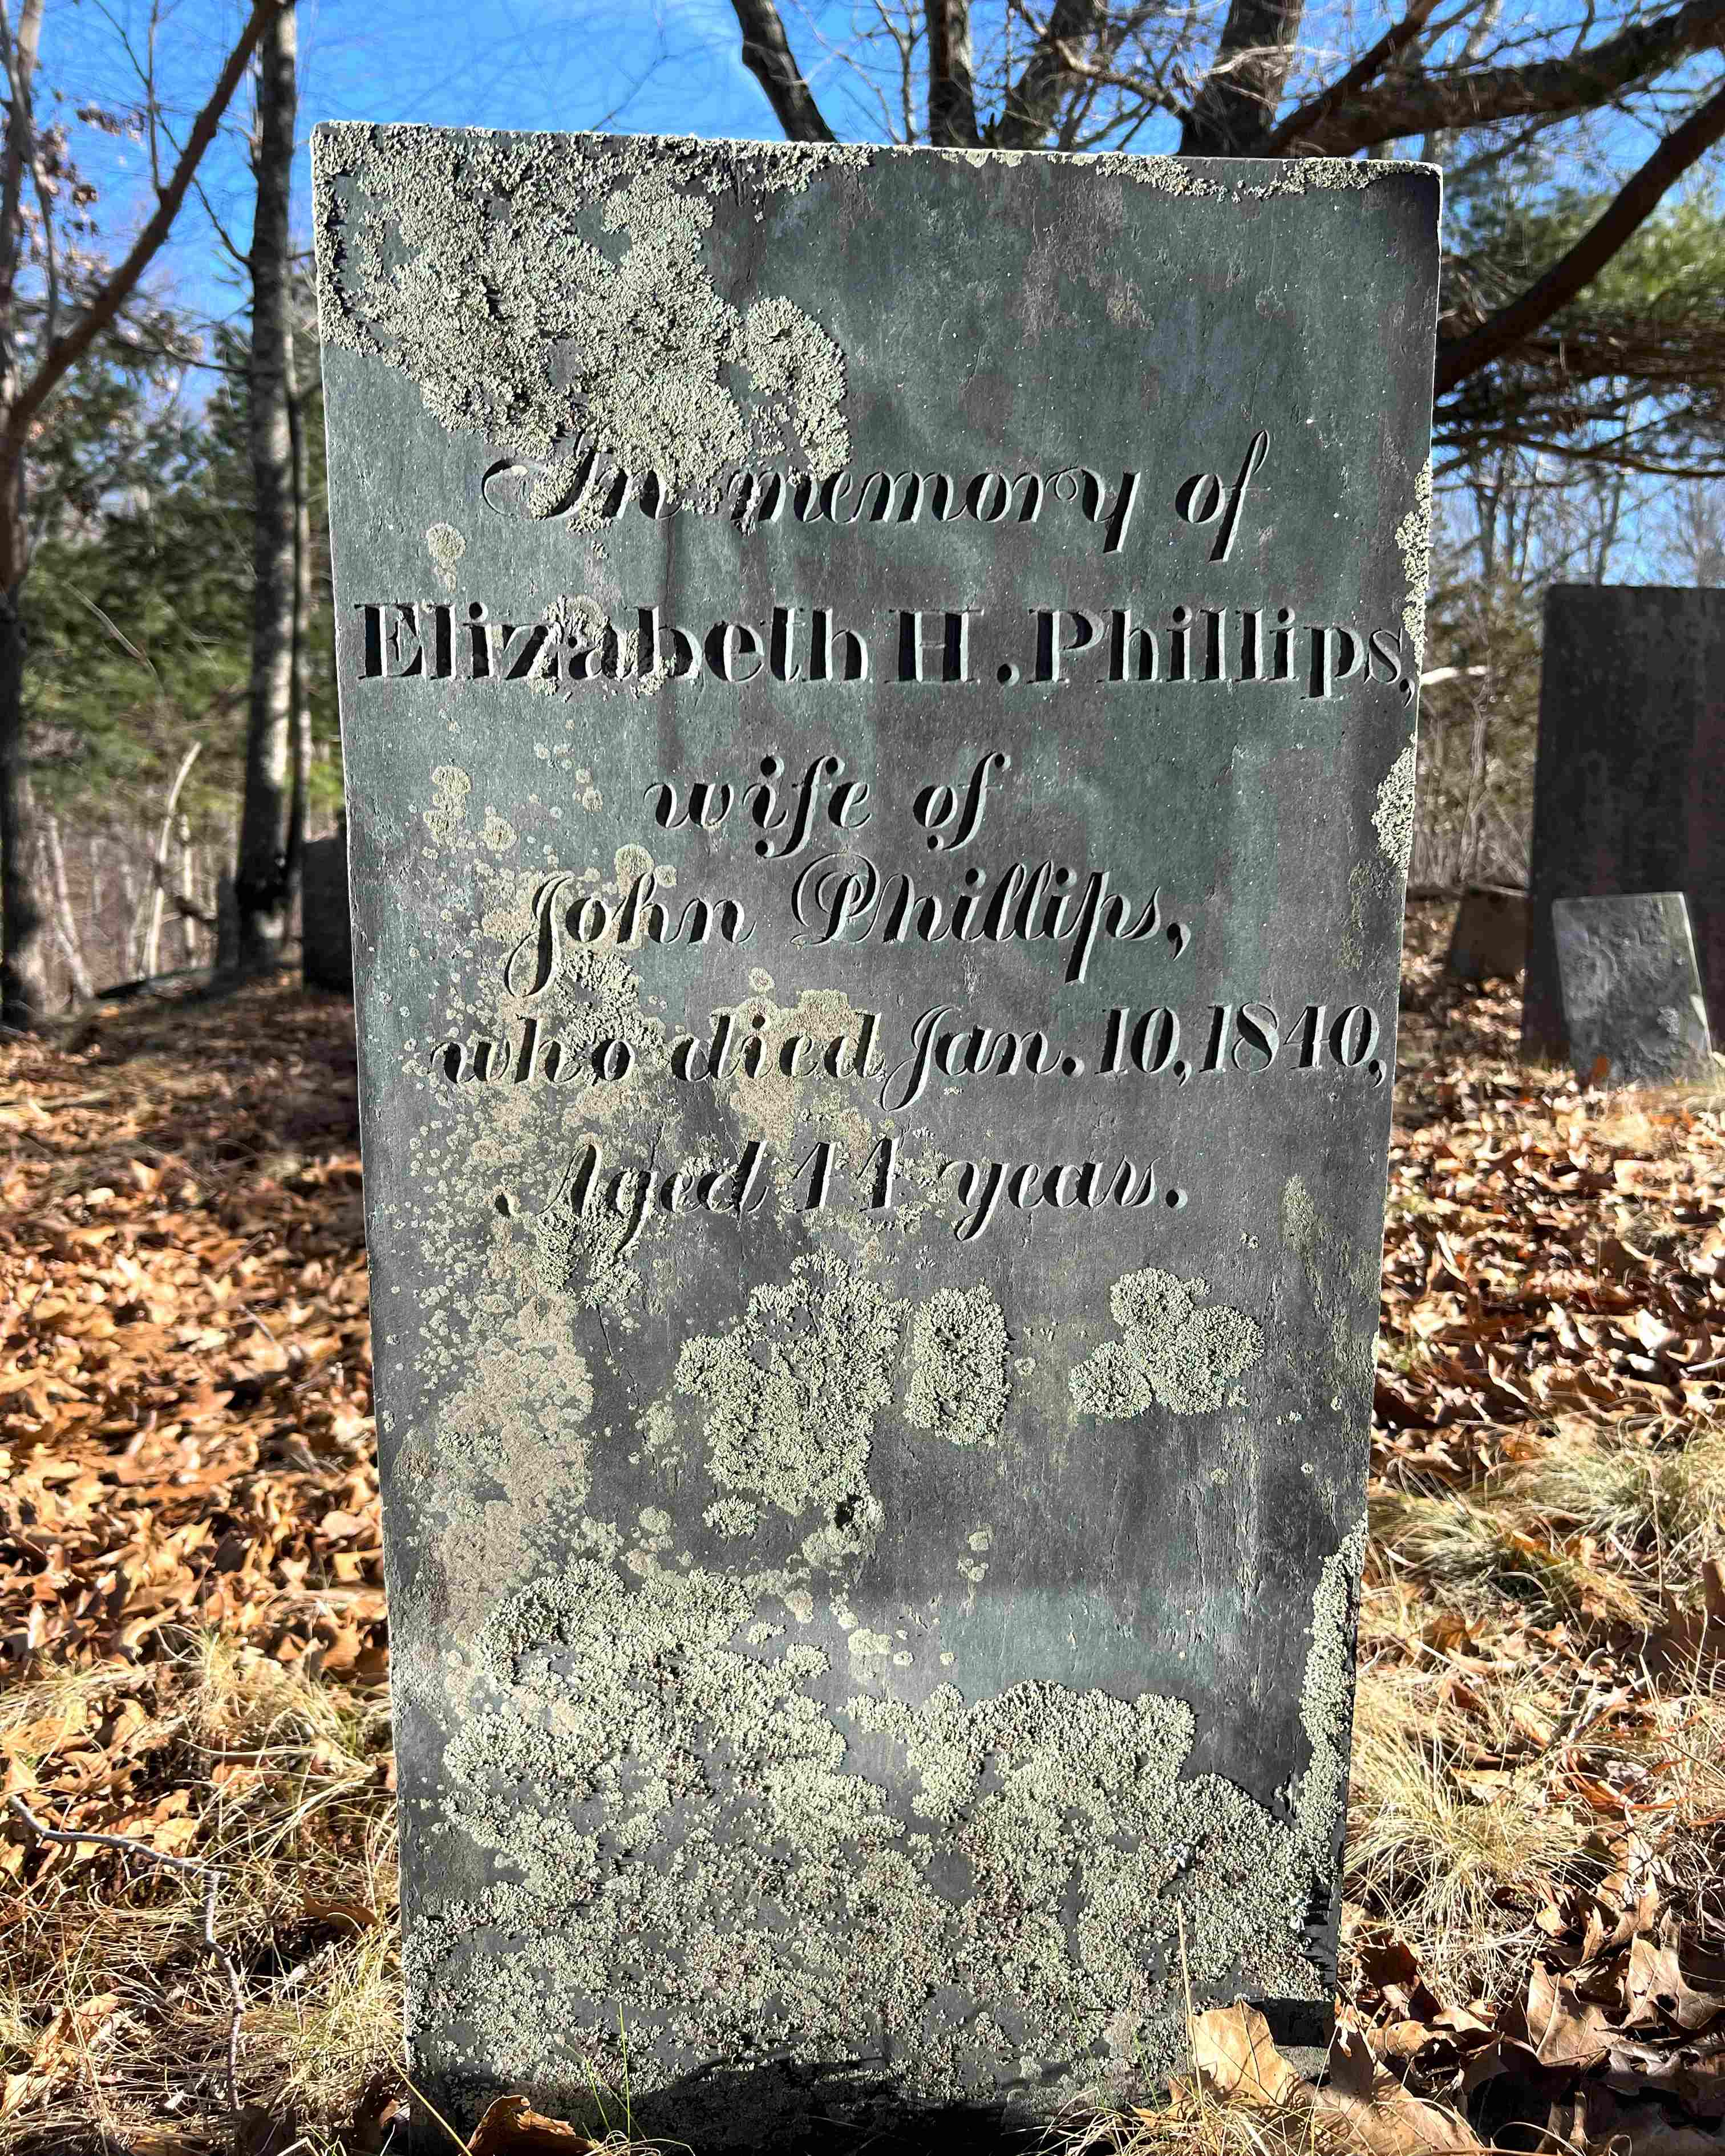 In memory of
Elizabeth H. Phillips,
wife of
John Phillips,
who died Jan. 10, 1840,
Aged 44 years.